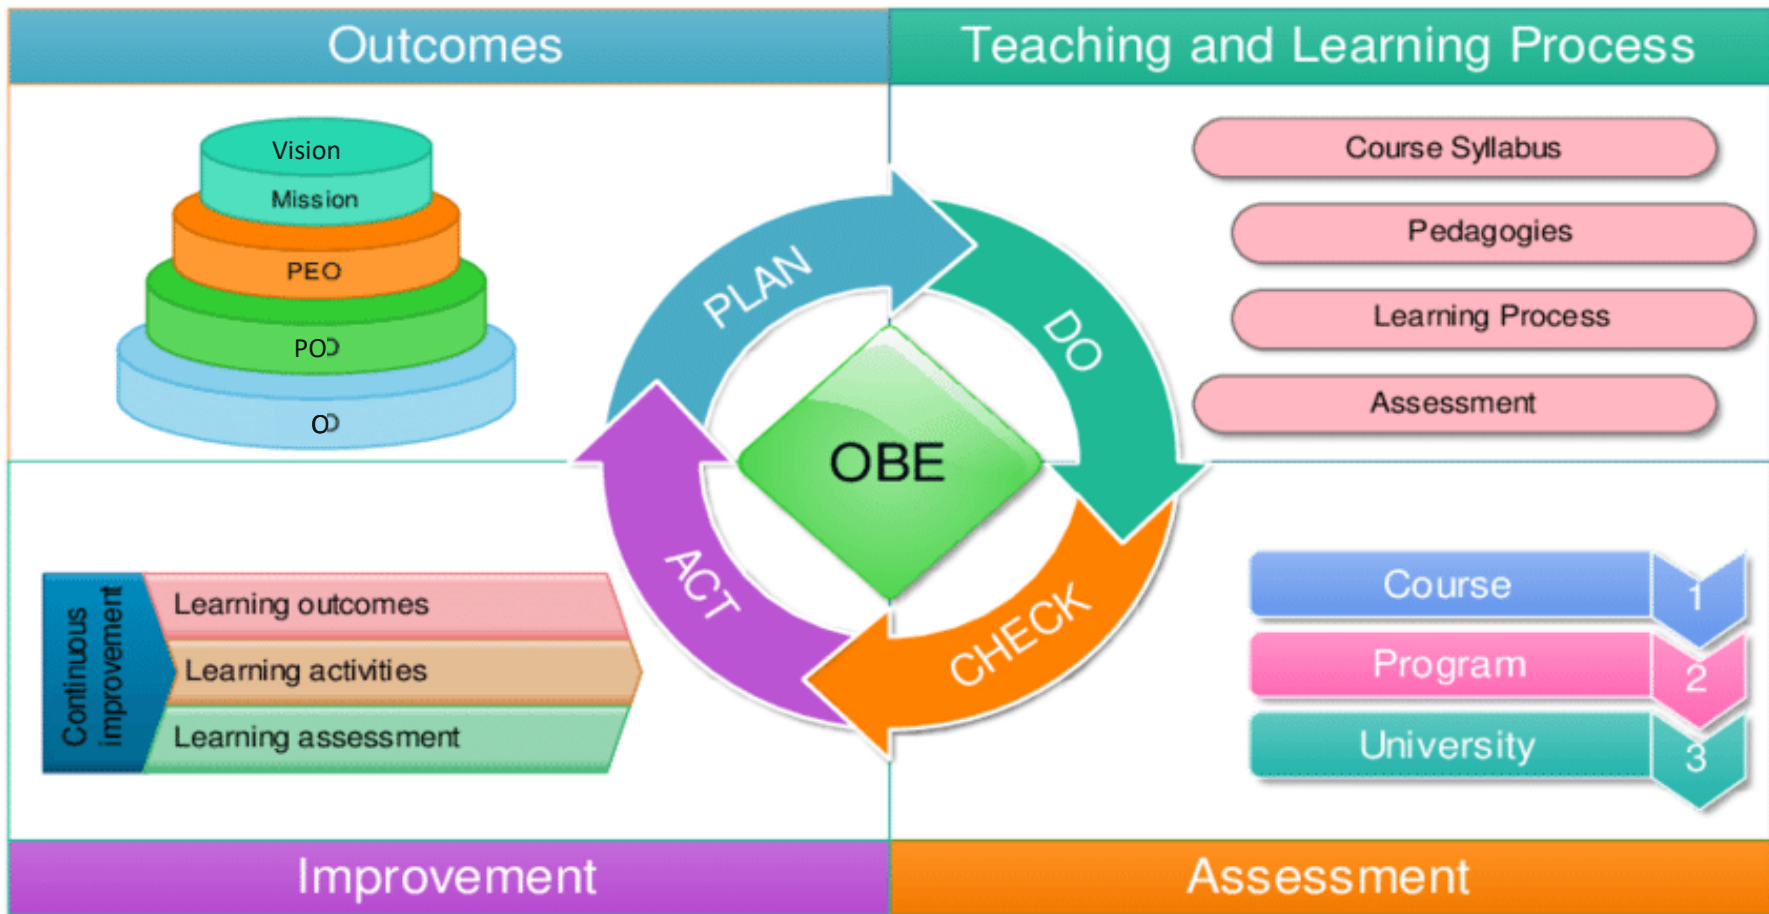 Outcomes
Teaching and Learning Process
Vision
Mission
PEO
PO
O
Course Syllabus
Pedagogies
Learning Process
Assessment
PLAN
DO
CHECK
ACT
OBE
Continuous
improvement
Learning outcomes
Learning activities
Learning assessment
Course 1
Program 2
University 3
Improvement
Assessment